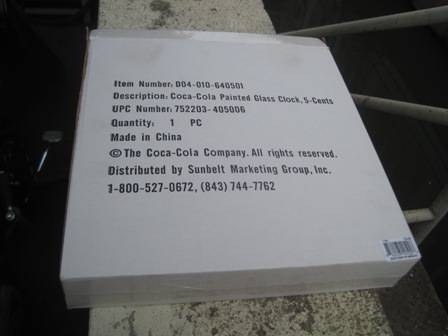 Item Number: D04-010-640501
Description: Coca-Cola Painted Glass Clock, 5-Cents
UPC Number: 752203-405006
Quantity: 1 PC
Made in China
©The Coca-Cola Company. All rights reserved.
Distributed by Sunbelt Marketing Group, Inc.
1-800-527-0672, (843) 744-7762